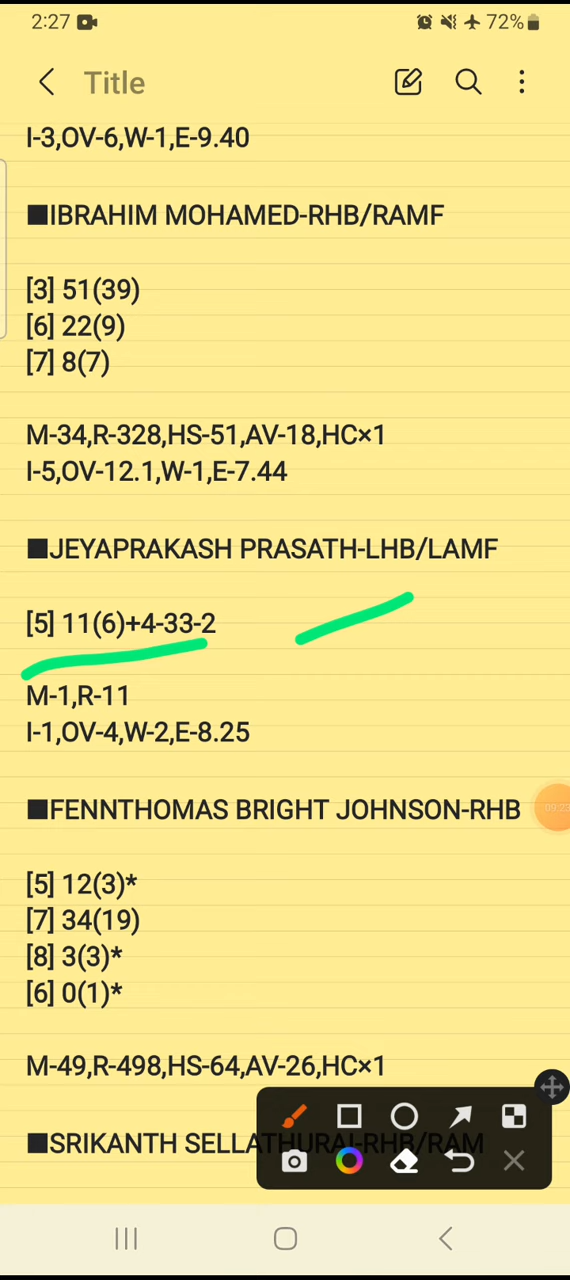 2:27
72%
Title
I-3,OV-6,W-1,E-9.40
■IBRAHIM MOHAMED-RHB/RAMF
[3] 51(39)
[6] 22(9)
[7] 8(7)
M-34,R-328,HS-51,AV-18,HC×1
I-5,OV-12.1,W-1,E-7.44
■JEYAPRAKASH PRASATH-LHB/LAMF
[5] 11(6)+4-33-2
M-1,R-11
I-1,OV-4,W-2,E-8.25
■FENNTHOMAS BRIGHT JOHNSON-RHB
[5] 12(3)*
[7] 34(19)
[8] 3(3)*
[6] 0(1)*
M-49,R-498,HS-64,AV-26,HC×1
■SRIKANTH SELLATHURAI-RHB/RAM